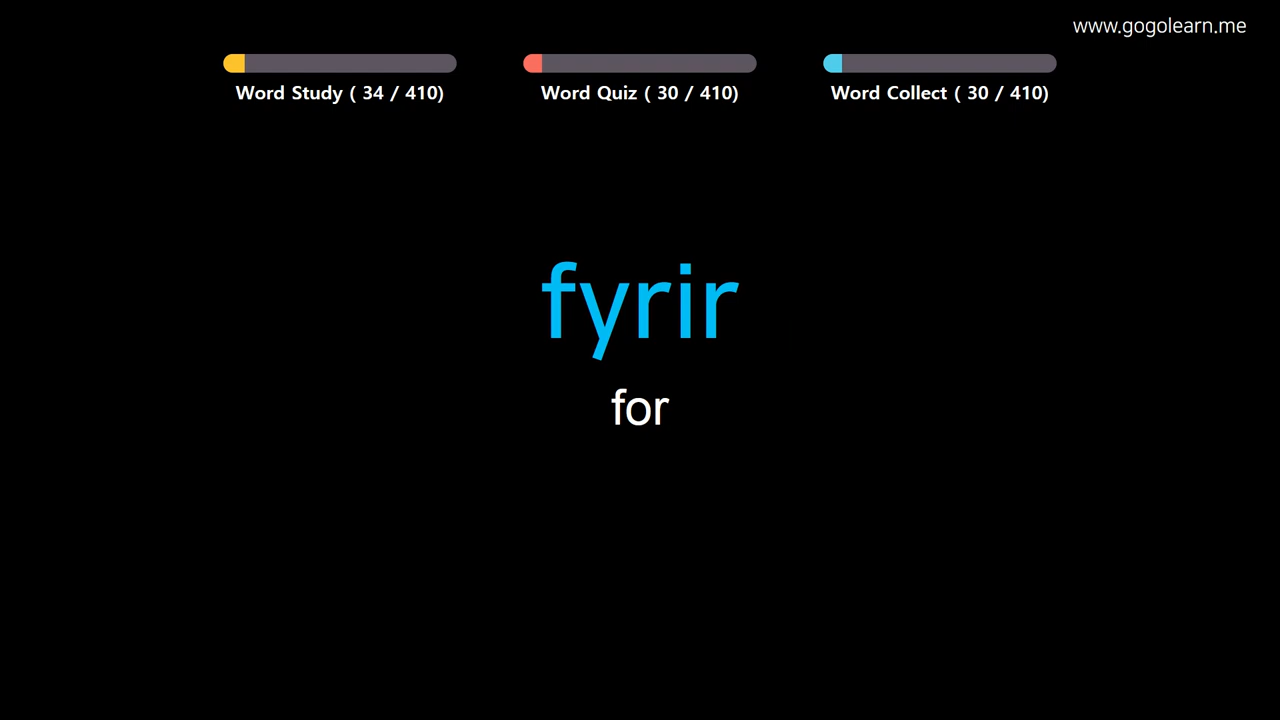 www.gogolearn.me
Word Study ( 34 / 410)
Word Quiz ( 30 / 410)
Word Collect ( 30 / 410)
fyrir
for